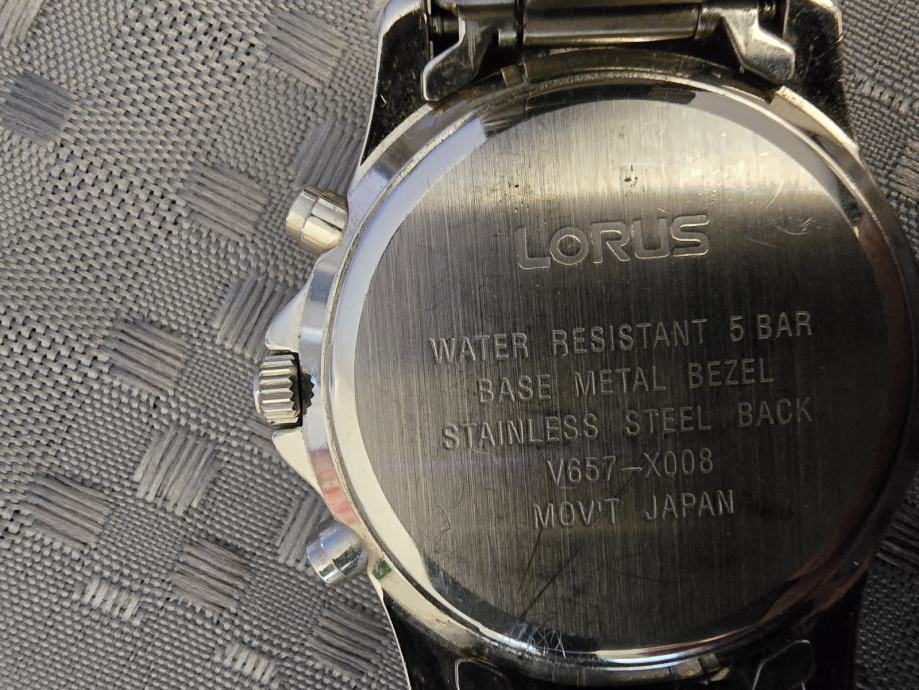 LORUS
WATER RESISTANT 5 BAR
BASE METAL BEZEL
STAINLESS STEEL BACK
V657-X008
MOV'T JAPAN